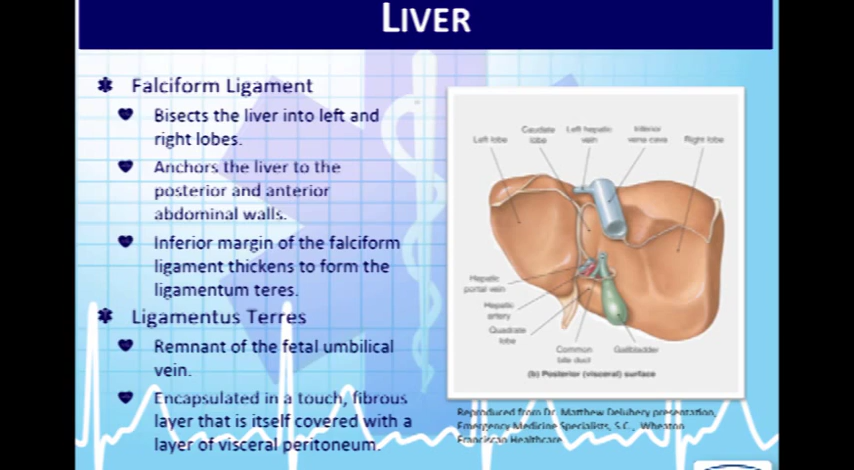 LIVER
Falciform Ligament
Bisects the liver into left and
right lobes.
Anchors the liver to the
posterior and anterior
abdominal walls.
Inferior margin of the falciform
ligament thickens to form the
ligamentum teres.
Ligamentus Terres
Remnant of the fetal umbilical
vein.
Encapsulated in a touch, fibrous
layer that is itself covered with a
layer of visceral peritoneum.
Left lobe
Caudate
lobe
Left hepatic
vein
Inferior
vena cava
Right lobe
Hepatic
portal vein
Hepatic
artery
Quadrate
lobe
Common
bile duct
Gallbladder
(b) Posterior (visceral) surface
Reproduced from Dr. Matthew Deluhery presentation,
Emergency Medicine Specialists, S.C., Wheaton
Franciscan Healthcare